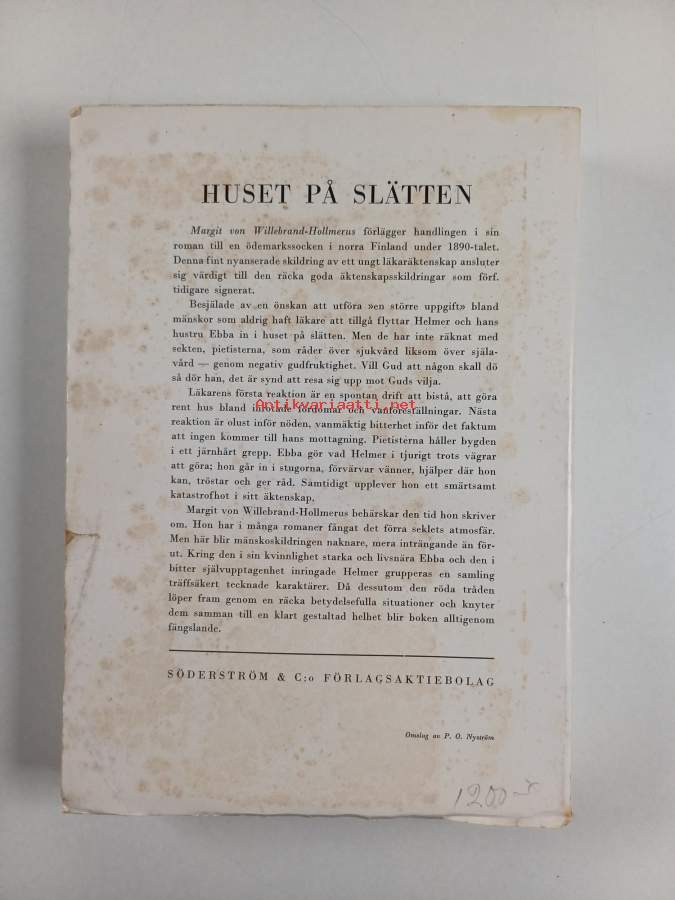 HUSET PÅ SLÄTTEN
Margit von Willebrand-Hollmerus förlägger handlingen i sin
roman till en ödemarkssocken i norra Finland under 1890-talet.
Denna fint nyanserade skildring av ett ungt läkaräktenskap ansluter
sig värdigt till den räcka goda äktenskapsskildringar som förf.
tidigare signerat.
Besjälade av en önskan att utföra »en större uppgift» bland
mänskor som aldrig haft läkare att tillgå flyttar Helmer och hans
hustru Ebba in i huset på slätten. Men de har inte räknat med
sekten, pietisterna, som råder över sjukvård liksom över själa-
vård — genom negativ gudfruktighet. Vill Gud att någon skall dö
så dör han, det är synd att resa sig upp mot Guds vilja.
Läkarens första reaktion är en spontan drift att bistå, att göra
rent hus bland inrotade fördomar och vanföreställningar. Nästa
Antikvariaatti.net
reaktion är olust inför nöden, vanmäktig bitterhet inför det faktum
att ingen kommer till hans mottagning. Pietisterna håller bygden
i ett järnhårt grepp. Ebba gör vad Helmer i tjurigt trots vägrar
att göra; hon går in i stugorna, förvärvar vänner, hjälper där hon
kan, tröstar och ger råd. Samtidigt upplever hon ett smärtsamt
katastrofhot i sitt äktenskap.
Margit von Willebrand-Hollmerus behärskar den tid hon skriver
om. Hon har i många romaner fångat det förra seklets atmosfär.
Men här blir mänskoskildringen naknare, mera inträngande än för-
ut. Kring den i sin kvinnlighet starka och livsnära Ebba och den i
bitter självupptagenhet inringade Helmer grupperas en samling
träffsäkert tecknade karaktärer. Då dessutom den röda tråden
löper fram genom en räcka betydelsefulla situationer och knyter
dem samman till en klart gestaltad helhet blir boken alltigenom
fängslande.
SÖDERSTRÖM & C:o FÖRLAGSAKTIEBOLAG
Omslag av P. O. Nyström
1200